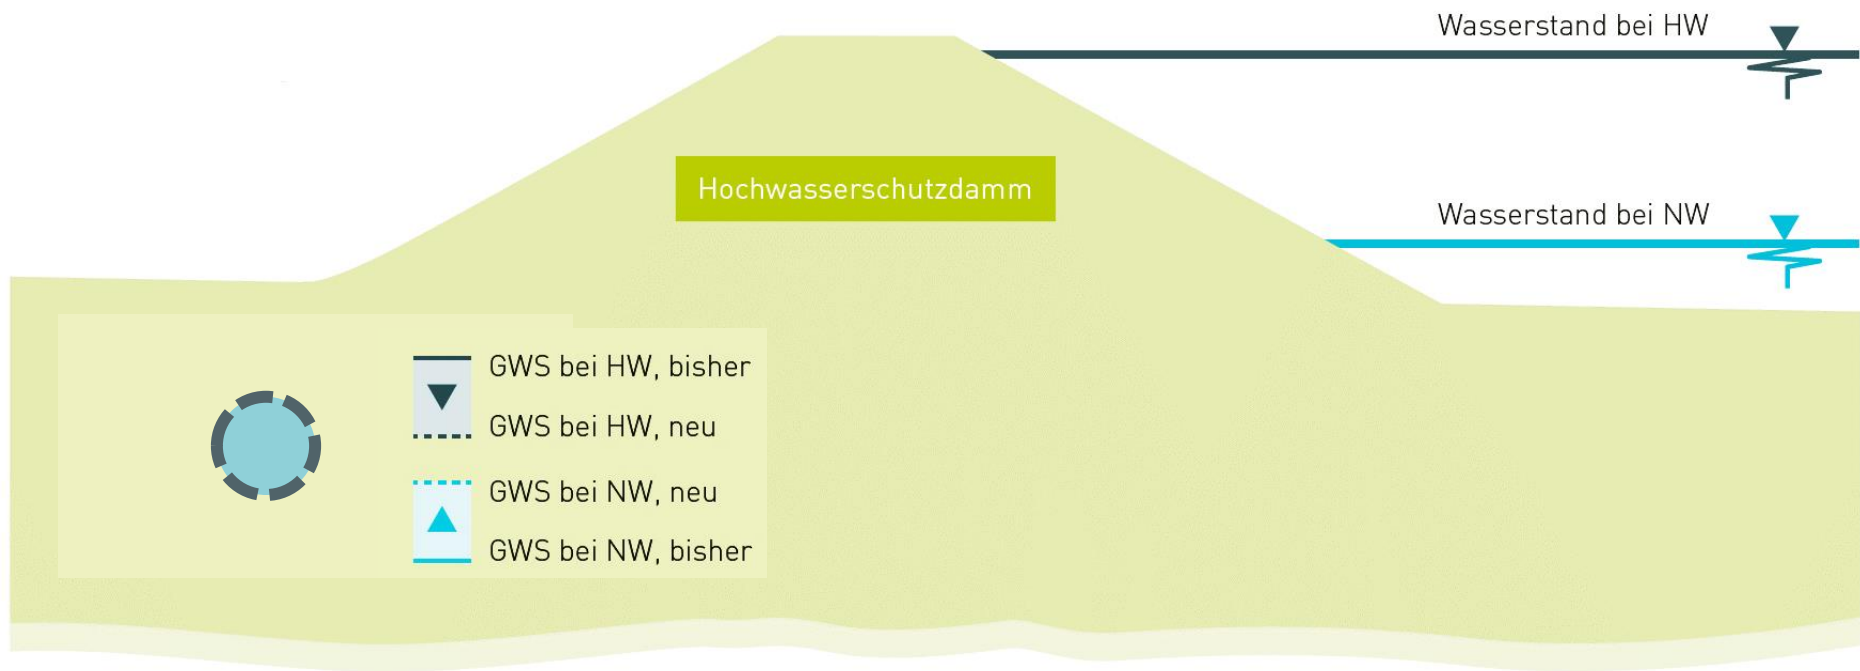 Wasserstand bei HW
Hochwasserschutzdamm
Wasserstand bei NW
GWS bei HW, bisher
GWS bei HW, neu
GWS bei NW, neu
GWS bei NW, bisher